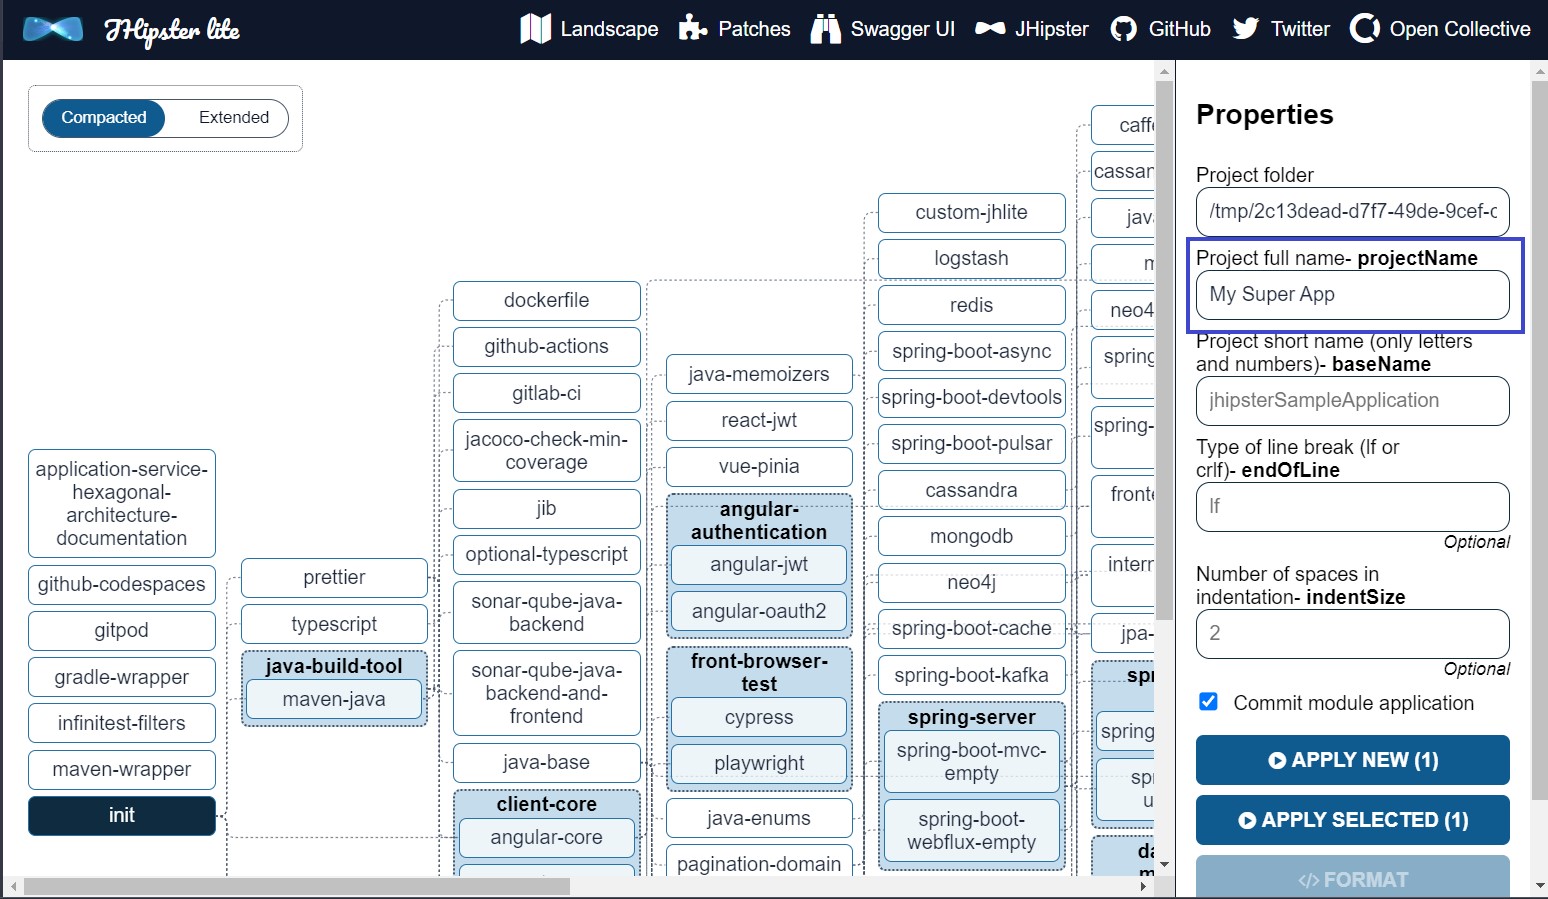 JHipster lite
Landscape
Patches
Swagger UI
JHipster
GitHub
Twitter
Open Collective
Compacted
Extended
application-service-
hexagonal-
architecture-
documentation
github-codespaces
gitpod
gradle-wrapper
infinitest-filters
maven-wrapper
init
prettier
typescript
java-build-tool
maven-java
dockerfile
github-actions
gitlab-ci
jacoco-check-min-
coverage
jib
optional-typescript
sonar-qube-java-
backend
sonar-qube-java-
backend-and-
frontend
java-base
client-core
angular-core
java-memoizers
react-jwt
vue-pinia
angular-
authentication
angular-jwt
angular-oauth2
front-browser-
test
cypress
playwright
java-enums
pagination-domain
custom-jhlite
logstash
redis
spring-boot-async
spring-boot-devtools
spring-boot-pulsar
cassandra
mongodb
neo4j
spring-boot-cache
spring-boot-kafka
spring-server
spring-boot-mvc-
empty
spring-boot-
webflux-empty
caffe
cassan
jav
neo4
spring
spring-
fronte
intern
jpa-
spr
spring
spr
u
da
Properties
Project folder
/tmp/2c13dead-d7f7-49de-9cef-c
Project full name- projectName
My Super App
Project short name (only letters
and numbers)- baseName
jhipsterSampleApplication
Type of line break (lf or
crlf)- endOfLine
lf
Optional
Number of spaces in
indentation- indentSize
2
Optional
Commit module application
APPLY NEW (1)
APPLY SELECTED (1)
</> FORMAT